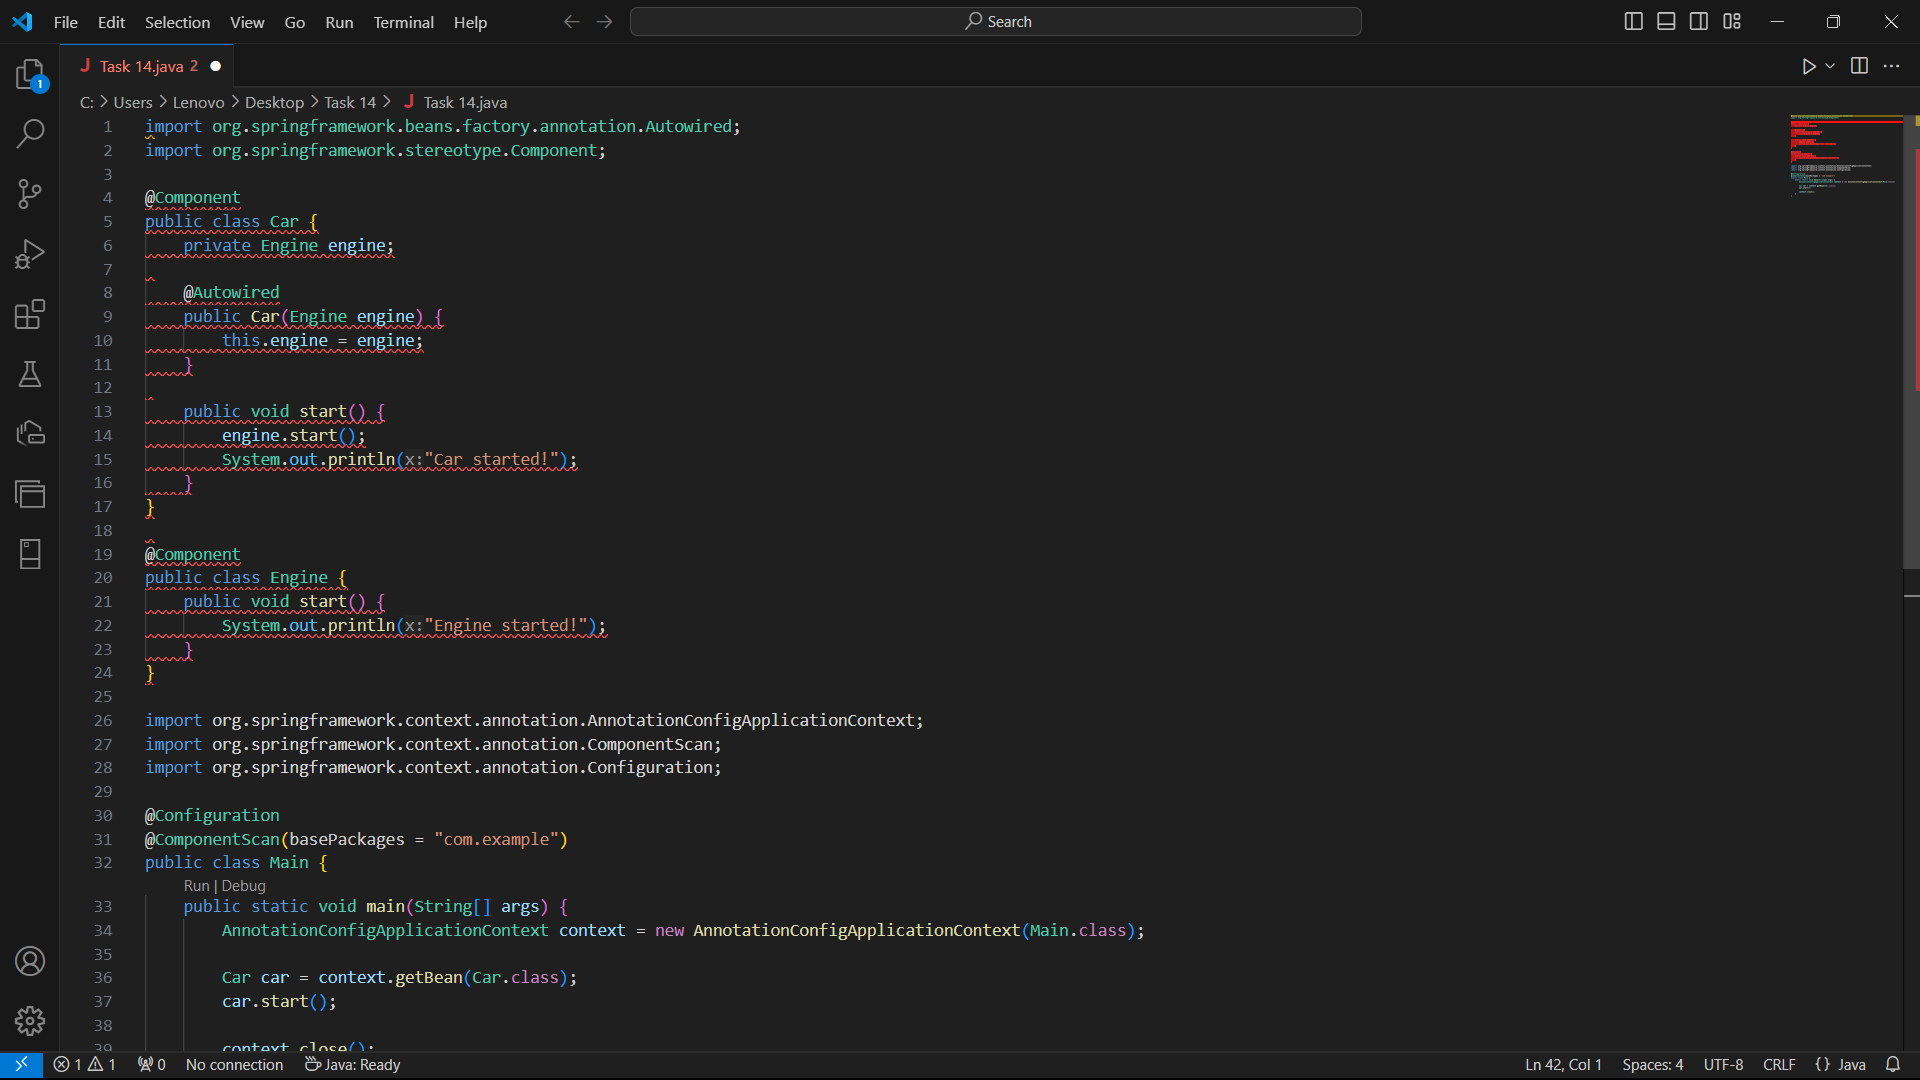 File Edit Selection View Go Run Terminal Help Search
J Task 14.java 2
C: > Users > Lenovo > Desktop > Task 14 > J Task 14.java
1
1 import org.springframework.beans.factory.annotation.Autowired;
2 import org.springframework.stereotype.Component;
3
4 @Component
5 public class Car {
6 private Engine engine;
7
8 @Autowired
9 public Car(Engine engine) {
10 this.engine = engine;
11 }
12
13 public void start() {
14 engine.start();
15 System.out.println(x:"Car started!");
16 }
17 }
18
19 @Component
20 public class Engine {
21 public void start() {
22 System.out.println(x:"Engine started!");
23 }
24 }
25
26 import org.springframework.context.annotation.AnnotationConfigApplicationContext;
27 import org.springframework.context.annotation.ComponentScan;
28 import org.springframework.context.annotation.Configuration;
29
30 @Configuration
31 @ComponentScan(basePackages = "com.example")
32 public class Main {
Run | Debug
33 public static void main(String[] args) {
34 AnnotationConfigApplicationContext context = new AnnotationConfigApplicationContext(Main.class);
35
36 Car car = context.getBean(Car.class);
37 car.start();
38
39 context.close();
1 1 0 No connection Java: Ready Ln 42, Col 1 Spaces: 4 UTF-8 CRLF {} Java